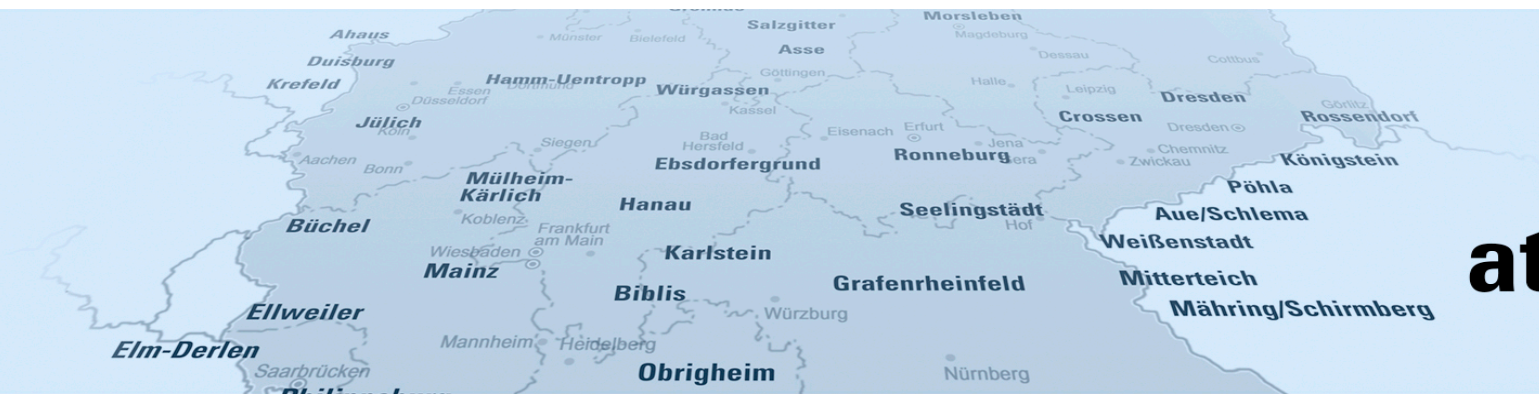 Morsleben
Salzgitter
Magdeburg
Ahaus
Münster
Bielefeld
Asse
Dessau
Cottbus
Duisburg
Göttingen
Krefeld
Hamm-Uentropp
Dortmund
Essen
Düsseldorf
Würgassen
Halle
Leipzig
Dresden
Görlitz
Kassel
Crossen
Rossendorf
Jülich
Köln
Eisenach
Erfurt
Dresden
Siegen
Bad
Hersfeld
Jena
Gera
Chemnitz
Zwickau
Ronneburg
Aachen
Bonn
Ebsdorfergrund
Königstein
Mülheim-
Kärlich
Pöhla
Hanau
Seelingstädt
Hof
Aue/Schlema
Büchel
Koblenz
Frankfurt
am Main
Weißenstadt
Wiesbaden
Karlstein
Mainz
Mitterteich
at
Biblis
Grafenrheinfeld
Ellweiler
Würzburg
Mähring/Schirmberg
Elm-Derlen
Mannheim
Heidelberg
Saarbrücken
Obrigheim
Nürnberg